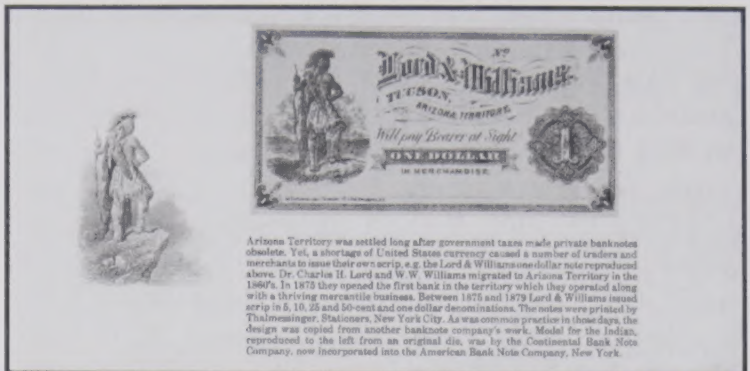 Nº
Lord & Williams.
TUCSON,
ARIZONA TERRITORY,
Will pay Bearer at Sight
ONE DOLLAR
IN MERCHANDISE.
1
Arizona Territory was settled long after government taxes made private banknotes
obsolete. Yet, a shortage of United States currency caused a number of traders and
merchants to issue their own scrip, e.g. the Lord & Williams one dollar note reproduced
above. Dr. Charles H. Lord and W.W. Williams migrated to Arizona Territory in the
1860's. In 1875 they opened the first bank in the territory which they operated along
with a thriving mercantile business. Between 1875 and 1879 Lord & Williams issued
scrip in 5, 10, 25 and 50-cent and one dollar decominations. The notes were printed by
Thalmessinger, Stationers, New York City. As was common practice in those days, the
design was copied from another banknote company's work. Model for the Indian,
reproduced to the left from an original die, was by the Continental Bank Note
Company, now incorporated into the American Bank Note Company, New York.